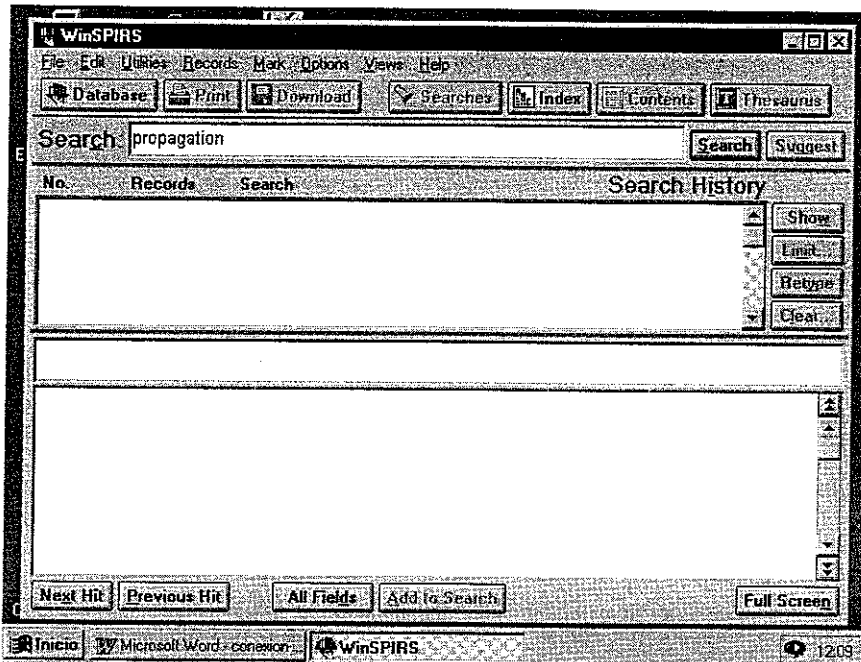 WinSPIRS
File Edit Utilities Records Mark Options Views Help
Database Print Download Searches Index Contents Thesaurus
Search: propagation Search Suggest
No. Records Search Search History
Show
Limit...
Retype
Clear...
Next Hit Previous Hit All Fields Add to Search Full Screen
Inicio Microsoft Word - conexion... WinSPIRS 12:09